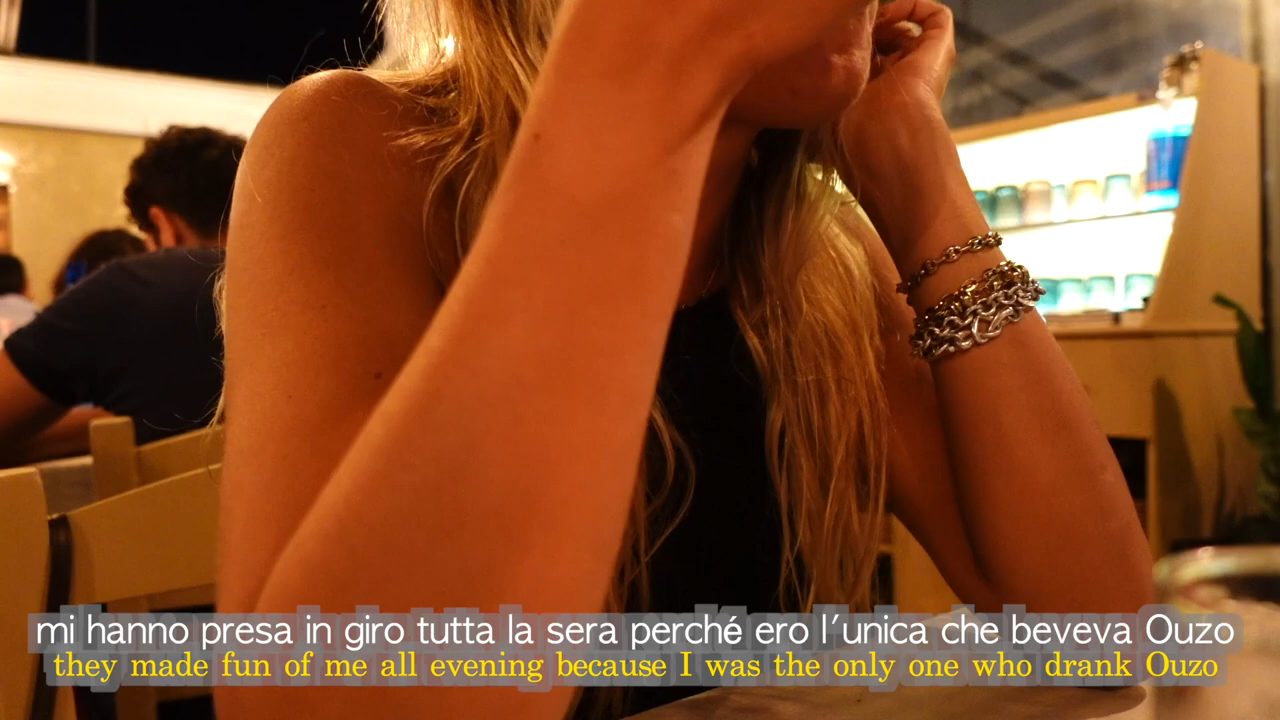 mi hanno presa in giro tutta la sera perché ero l'unica che beveva Ouzo
they made fun of me all evening because I was the only one who drank Ouzo